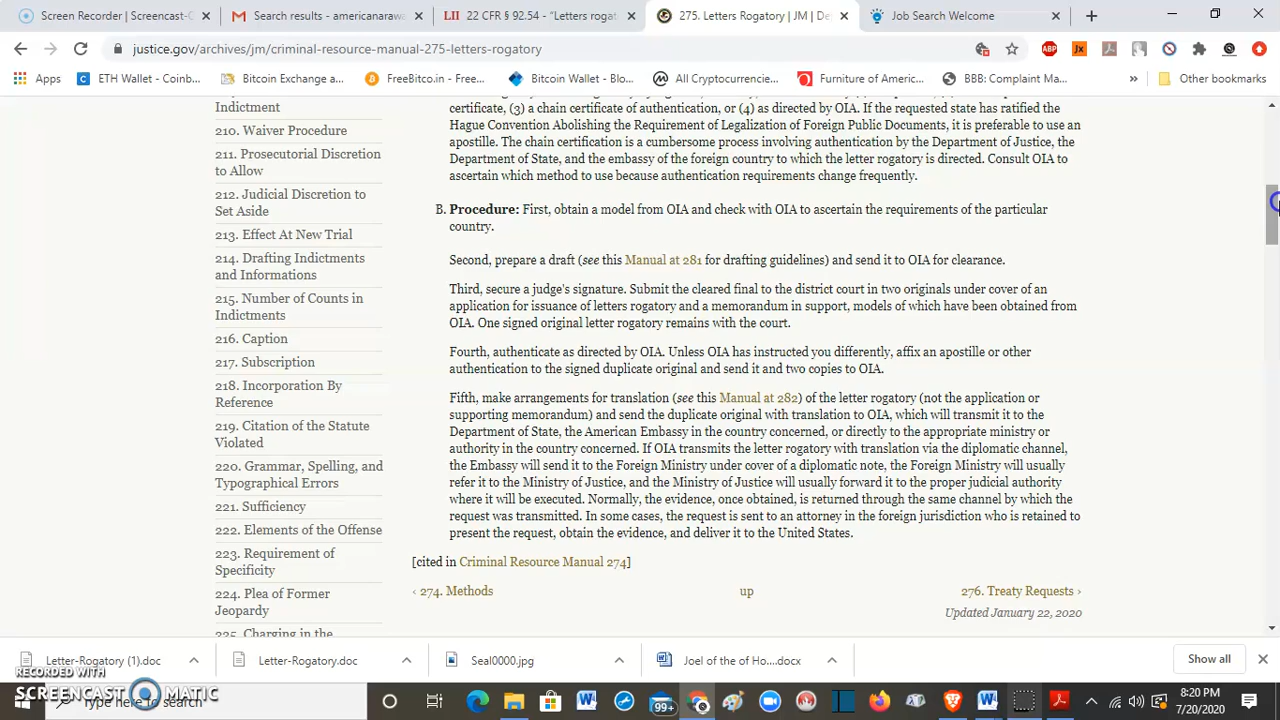 Screen Recorder | Screencast-O
Search results - americanarawa
LII 22 CFR § 92.54 - "Letters rogat
275. Letters Rogatory | JM | De
Job Search Welcome
justice.gov/archives/jm/criminal-resource-manual-275-letters-rogatory
ABP
Jx
Apps
ETH Wallet - Coinb...
Bitcoin Exchange a...
FreeBitco.in - Free...
Bitcoin Wallet - Blo...
All Cryptocurrencie...
Furniture of Americ...
BBB: Complaint Ma...
»
Other bookmarks
Indictment
210. Waiver Procedure
211. Prosecutorial Discretion
to Allow
212. Judicial Discretion to
Set Aside
213. Effect At New Trial
214. Drafting Indictments
and Informations
215. Number of Counts in
Indictments
216. Caption
217. Subscription
218. Incorporation By
Reference
219. Citation of the Statute
Violated
220. Grammar, Spelling, and
Typographical Errors
221. Sufficiency
222. Elements of the Offense
223. Requirement of
Specificity
224. Plea of Former
Jeopardy
225. Charging in the
certificate, (3) a chain certificate of authentication, or (4) as directed by OIA. If the requested state has ratified the
Hague Convention Abolishing the Requirement of Legalization of Foreign Public Documents, it is preferable to use an
apostille. The chain certification is a cumbersome process involving authentication by the Department of Justice, the
Department of State, and the embassy of the foreign country to which the letter rogatory is directed. Consult OIA to
ascertain which method to use because authentication requirements change frequently.
B. Procedure: First, obtain a model from OIA and check with OIA to ascertain the requirements of the particular
country.
Second, prepare a draft (see this Manual at 281 for drafting guidelines) and send it to OIA for clearance.
Third, secure a judge's signature. Submit the cleared final to the district court in two originals under cover of an
application for issuance of letters rogatory and a memorandum in support, models of which have been obtained from
OIA. One signed original letter rogatory remains with the court.
Fourth, authenticate as directed by OIA. Unless OIA has instructed you differently, affix an apostille or other
authentication to the signed duplicate original and send it and two copies to OIA.
Fifth, make arrangements for translation (see this Manual at 282) of the letter rogatory (not the application or
supporting memorandum) and send the duplicate original with translation to OIA, which will transmit it to the
Department of State, the American Embassy in the country concerned, or directly to the appropriate ministry or
authority in the country concerned. If OIA transmits the letter rogatory with translation via the diplomatic channel,
the Embassy will send it to the Foreign Ministry under cover of a diplomatic note, the Foreign Ministry will usually
refer it to the Ministry of Justice, and the Ministry of Justice will usually forward it to the proper judicial authority
where it will be executed. Normally, the evidence, once obtained, is returned through the same channel by which the
request was transmitted. In some cases, the request is sent to an attorney in the foreign jurisdiction who is retained to
present the request, obtain the evidence, and deliver it to the United States.
[cited in Criminal Resource Manual 274]
‹ 274. Methods
up
276. Treaty Requests ›
Updated January 22, 2020
Letter-Rogatory (1).doc
Letter-Rogatory.doc
Seal0000.jpg
Joel of the of Ho....docx
Show all
RECORDED WITH
SCREENCAST MATIC
Type here to search
99+
8:20 PM
7/20/2020